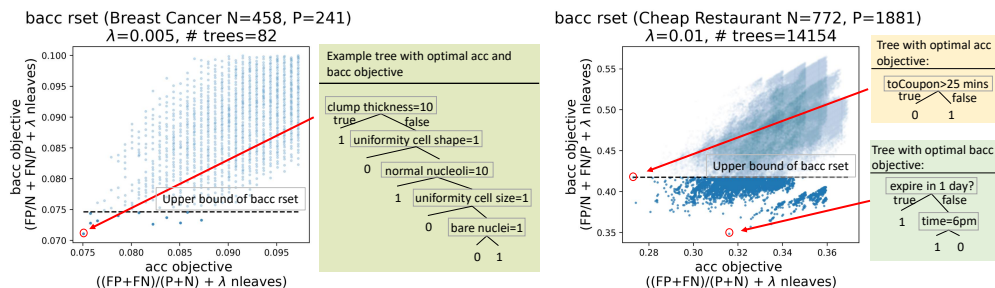 bacc rset (Breast Cancer N=458, P=241)
λ=0.005, # trees=82
0.100
0.095
0.090
0.085
0.080
0.075
0.070
bacc objective
(FP/N + FN/P + λ nleaves)
Upper bound of bacc rset
0.075
0.080
0.085
0.090
0.095
acc objective
((FP+FN)/(P+N) + λ nleaves)
Example tree with optimal acc and
bacc objective
clump thickness=10
true
false
1
uniformity cell shape=1
0
normal nucleoli=10
1
uniformity cell size=1
0
bare nuclei=1
0
1
bacc rset (Cheap Restaurant N=772, P=1881)
λ=0.01, # trees=14154
0.55
0.50
0.45
0.40
0.35
bacc objective
(FP/N + FN/P + λ nleaves)
Upper bound of bacc rset
0.28
0.30
0.32
0.34
0.36
acc objective
((FP+FN)/(P+N) + λ nleaves)
Tree with optimal acc
objective:
toCoupon>25 mins
true
false
0
1
Tree with optimal bacc
objective:
expire in 1 day?
true
false
1
time=6pm
1
0